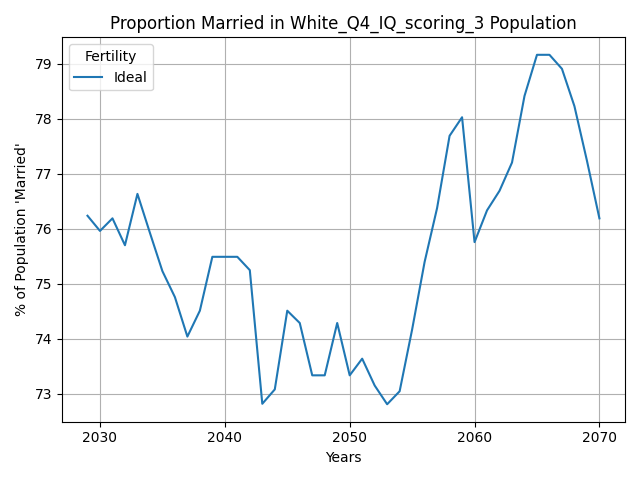 Proportion Married in White_Q4_IQ_scoring_3 Population
Fertility
Ideal
% of Population 'Married'
79
78
77
76
75
74
73
2030 2040 2050 2060 2070
Years